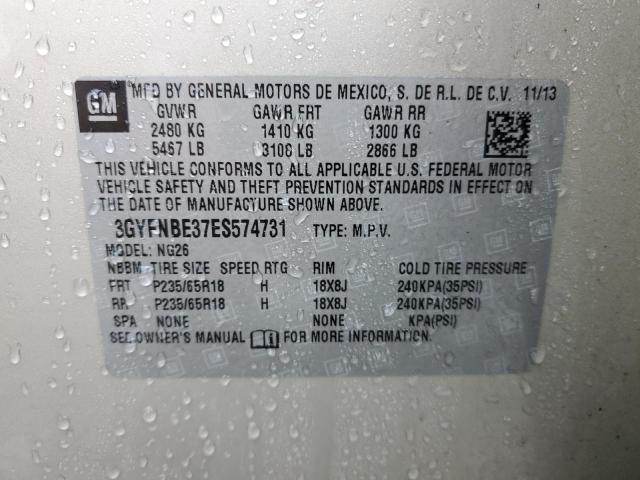 GM
MFD BY GENERAL MOTORS DE MEXICO, S. DE R.L. DE C.V. 11/13
GVWR GAWR FRT GAWR RR
2480 KG 1410 KG 1300 KG
5467 LB 3108 LB 2866 LB
THIS VEHICLE CONFORMS TO ALL APPLICABLE U.S. FEDERAL MOTOR
VEHICLE SAFETY AND THEFT PREVENTION STANDARDS IN EFFECT ON
THE DATE OF MANUFACTURE SHOWN ABOVE.
3GYFNBE37ES574731 TYPE: M.P.V.
MODEL: NG26
NBBM TIRE SIZE SPEED RTG RIM COLD TIRE PRESSURE
FRT P235/65R18 H 18X8J 240KPA(35PSI)
RR P235/65R18 H 18X8J 240KPA(35PSI)
SPA NONE NONE KPA(PSI)
SEE OWNER'S MANUAL FOR MORE INFORMATION.